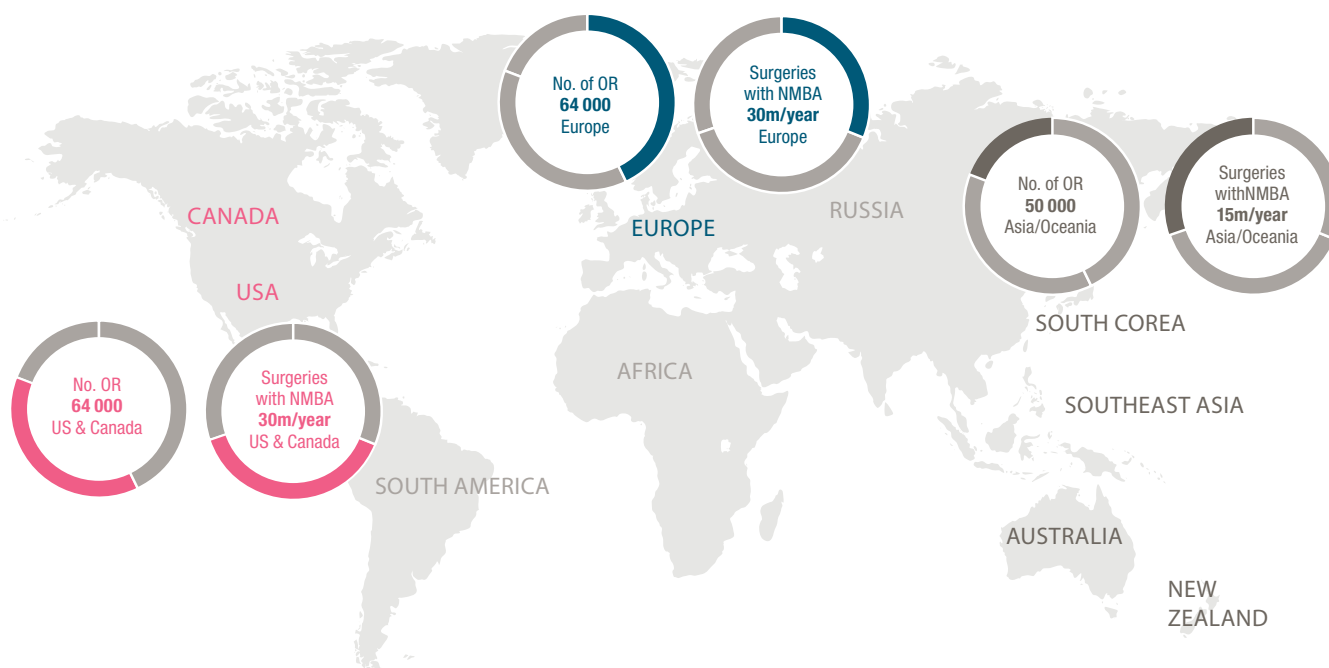 No. of OR
64 000
Europe
Surgeries
with NMBA
30m/year
Europe
No. of OR
50 000
Asia/Oceania
Surgeries
withNMBA
15m/year
Asia/Oceania
CANADA
EUROPE
RUSSIA
USA
SOUTH COREA
No. OR
64 000
US & Canada
Surgeries
with NMBA
30m/year
US & Canada
AFRICA
SOUTHEAST ASIA
SOUTH AMERICA
AUSTRALIA
NEW
ZEALAND